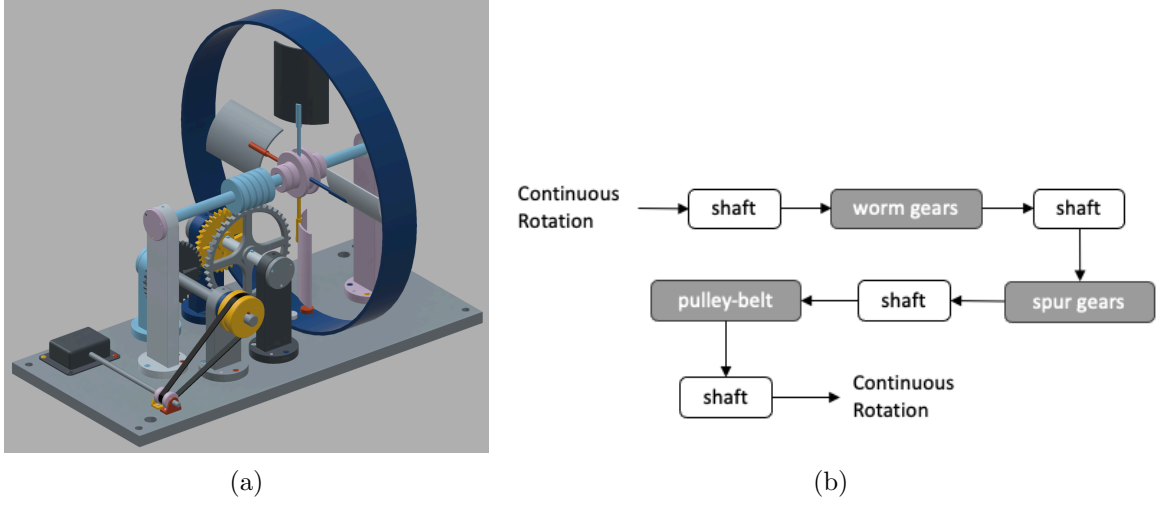 Continuous
Rotation
shaft
worm gears
shaft
pulley-belt
shaft
spur gears
shaft
Continuous
Rotation
(a)
(b)